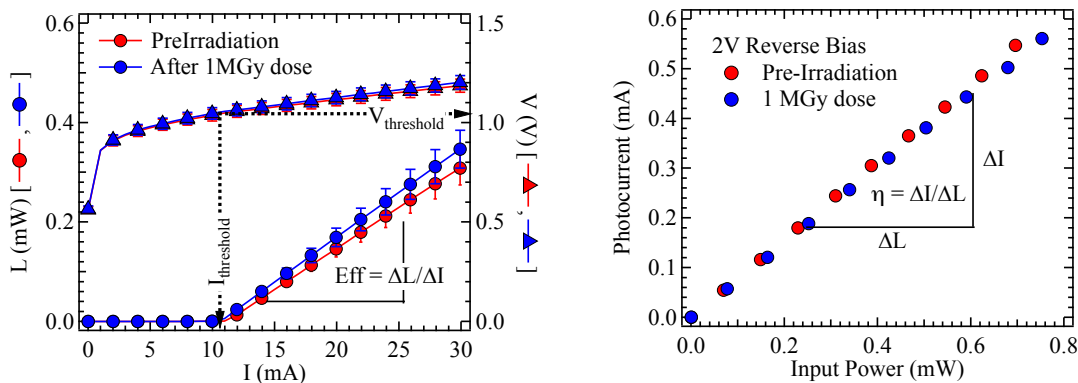 PreIrradiation
After 1MGy dose
V_threshold
I_threshold
Eff = ΔL/ΔI
L (mW) [ , ]
0.6
0.4
0.2
0.0
1.5
1.0
0.5
0.0
V (V) [ , ]
0 5 10 15 20 25 30
I (mA)
2V Reverse Bias
Pre-Irradiation
1 MGy dose
ΔI
η = ΔI/ΔL
ΔL
Photocurrent (mA)
0.6
0.5
0.4
0.3
0.2
0.1
0.0
0.0 0.2 0.4 0.6 0.8
Input Power (mW)